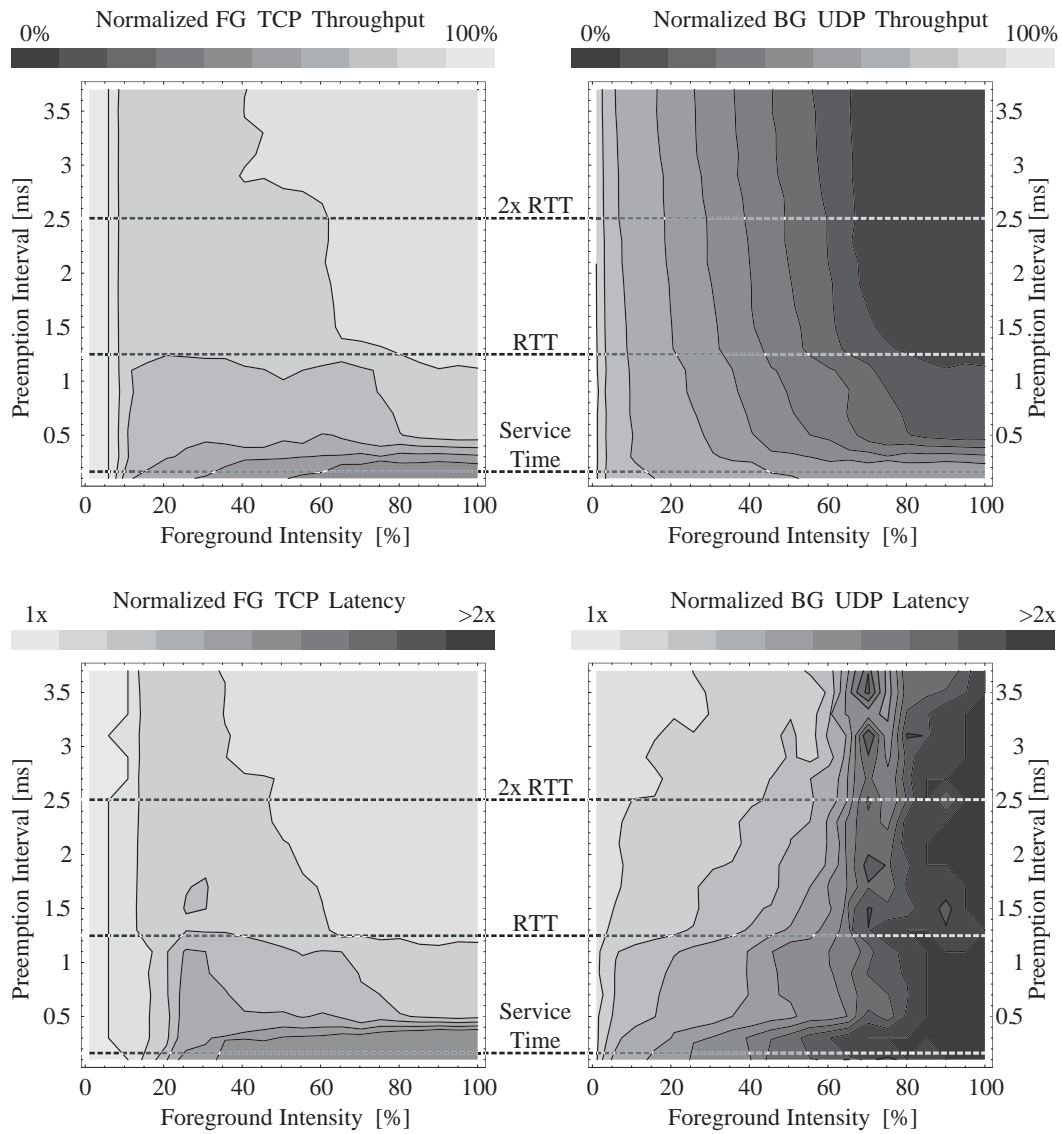 Normalized FG TCP Throughput
0% 100%
Normalized BG UDP Throughput
0% 100%
Preemption Interval [ms]
3.5
3
2.5
2
1.5
1
0.5
0 20 40 60 80 100
Foreground Intensity [%]
2x RTT
RTT
Service
Time
3.5
3
2.5
2
1.5
1
0.5
Preemption Interval [ms]
0 20 40 60 80 100
Foreground Intensity [%]
Normalized FG TCP Latency
1x >2x
Normalized BG UDP Latency
1x >2x
Preemption Interval [ms]
3.5
3
2.5
2
1.5
1
0.5
0 20 40 60 80 100
Foreground Intensity [%]
2x RTT
RTT
Service
Time
3.5
3
2.5
2
1.5
1
0.5
Preemption Interval [ms]
0 20 40 60 80 100
Foreground Intensity [%]